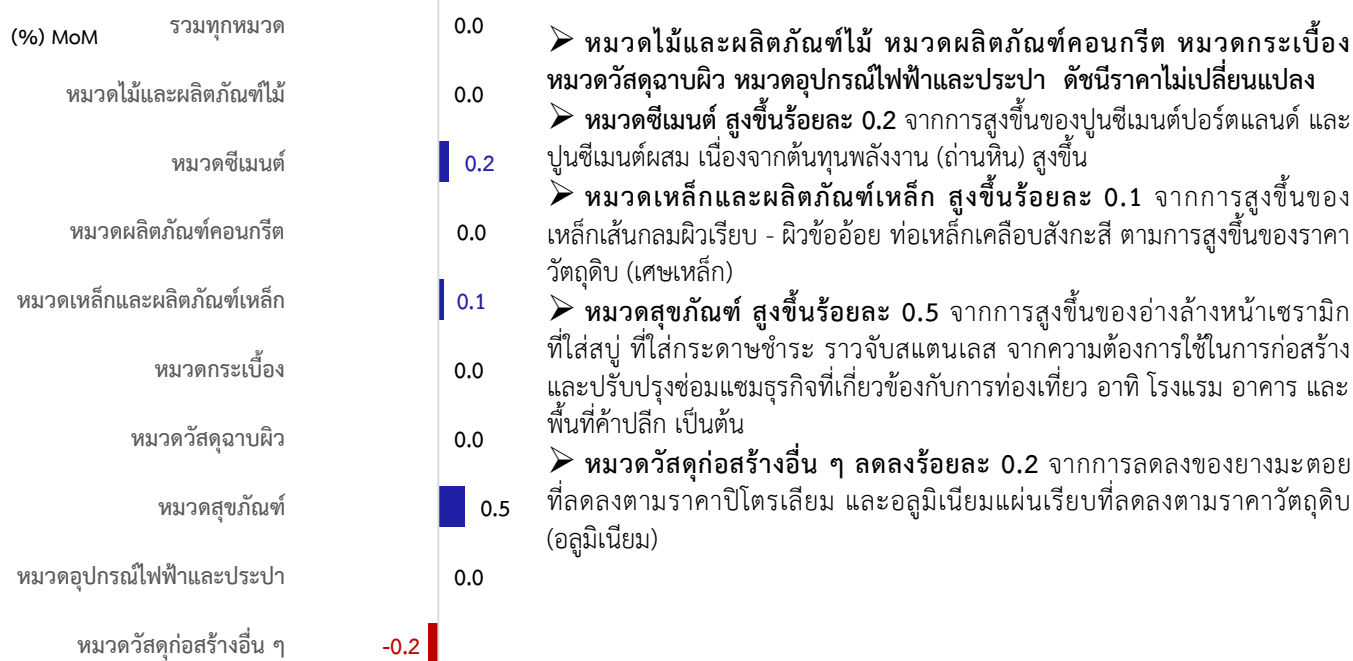 (%) MoM
รวมทุกหมวด 0.0
หมวดไม้และผลิตภัณฑ์ไม้ 0.0
หมวดซีเมนต์ 0.2
หมวดผลิตภัณฑ์คอนกรีต 0.0
หมวดเหล็กและผลิตภัณฑ์เหล็ก 0.1
หมวดกระเบื้อง 0.0
หมวดวัสดุฉาบผิว 0.0
หมวดสุขภัณฑ์ 0.5
หมวดอุปกรณ์ไฟฟ้าและประปา 0.0
หมวดวัสดุก่อสร้างอื่น ๆ -0.2
➢ หมวดไม้และผลิตภัณฑ์ไม้ หมวดผลิตภัณฑ์คอนกรีต หมวดกระเบื้อง
หมวดวัสดุฉาบผิว หมวดอุปกรณ์ไฟฟ้าและประปา ดัชนีราคาไม่เปลี่ยนแปลง
➢ หมวดซีเมนต์ สูงขึ้นร้อยละ 0.2 จากการสูงขึ้นของปูนซีเมนต์ปอร์ตแลนด์ และ
ปูนซีเมนต์ผสม เนื่องจากต้นทุนพลังงาน (ถ่านหิน) สูงขึ้น
➢ หมวดเหล็กและผลิตภัณฑ์เหล็ก สูงขึ้นร้อยละ 0.1 จากการสูงขึ้นของ
เหล็กเส้นกลมผิวเรียบ - ผิวข้ออ้อย ท่อเหล็กเคลือบสังกะสี ตามการสูงขึ้นของราคา
วัตถุดิบ (เศษเหล็ก)
➢ หมวดสุขภัณฑ์ สูงขึ้นร้อยละ 0.5 จากการสูงขึ้นของอ่างล้างหน้าเซรามิก
ที่ใส่สบู่ ที่ใส่กระดาษชำระ ราวจับสแตนเลส จากความต้องการใช้ในการก่อสร้าง
และปรับปรุงซ่อมแซมธุรกิจที่เกี่ยวข้องกับการท่องเที่ยว อาทิ โรงแรม อาคาร และ
พื้นที่ค้าปลีก เป็นต้น
➢ หมวดวัสดุก่อสร้างอื่น ๆ ลดลงร้อยละ 0.2 จากการลดลงของยางมะตอย
ที่ลดลงตามราคาปิโตรเลียม และอลูมิเนียมแผ่นเรียบที่ลดลงตามราคาวัตถุดิบ
(อลูมิเนียม)